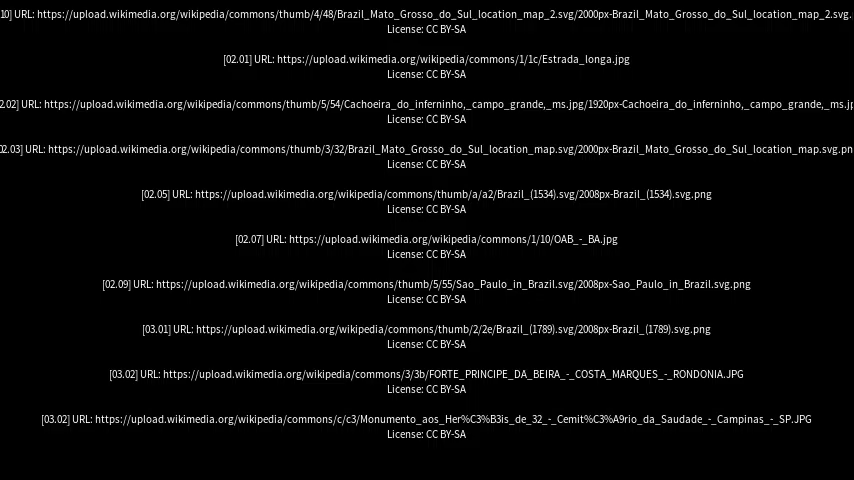 10] URL: https://upload.wikimedia.org/wikipedia/commons/thumb/4/48/Brazil_Mato_Grosso_do_Sul_location_map_2.svg/2000px-Brazil_Mato_Grosso_do_Sul_location_map_2.svg.
License: CC BY-SA
[02.01] URL: https://upload.wikimedia.org/wikipedia/commons/1/1c/Estrada_longa.jpg
License: CC BY-SA
2.02] URL: https://upload.wikimedia.org/wikipedia/commons/thumb/5/54/Cachoeira_do_inferninho,_campo_grande,_ms.jpg/1920px-Cachoeira_do_inferninho,_campo_grande,_ms.jp
License: CC BY-SA
02.03] URL: https://upload.wikimedia.org/wikipedia/commons/thumb/3/32/Brazil_Mato_Grosso_do_Sul_location_map.svg/2000px-Brazil_Mato_Grosso_do_Sul_location_map.svg.pn
License: CC BY-SA
[02.05] URL: https://upload.wikimedia.org/wikipedia/commons/thumb/a/a2/Brazil_(1534).svg/2008px-Brazil_(1534).svg.png
License: CC BY-SA
[02.07] URL: https://upload.wikimedia.org/wikipedia/commons/1/10/OAB_-_BA.jpg
License: CC BY-SA
[02.09] URL: https://upload.wikimedia.org/wikipedia/commons/thumb/5/55/Sao_Paulo_in_Brazil.svg/2008px-Sao_Paulo_in_Brazil.svg.png
License: CC BY-SA
[03.01] URL: https://upload.wikimedia.org/wikipedia/commons/thumb/2/2e/Brazil_(1789).svg/2008px-Brazil_(1789).svg.png
License: CC BY-SA
[03.02] URL: https://upload.wikimedia.org/wikipedia/commons/3/3b/FORTE_PRINCIPE_DA_BEIRA_-_COSTA_MARQUES_-_RONDONIA.JPG
License: CC BY-SA
[03.02] URL: https://upload.wikimedia.org/wikipedia/commons/c/c3/Monumento_aos_Her%C3%B3is_de_32_-_Cemit%C3%A9rio_da_Saudade_-_Campinas_-_SP.JPG
License: CC BY-SA